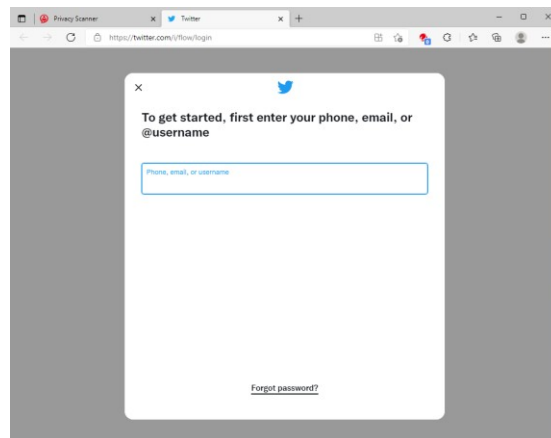 Privacy Scanner
Twitter
https://twitter.com/i/flow/login
To get started, first enter your phone, email, or
@username
Phone, email, or username
Forgot password?